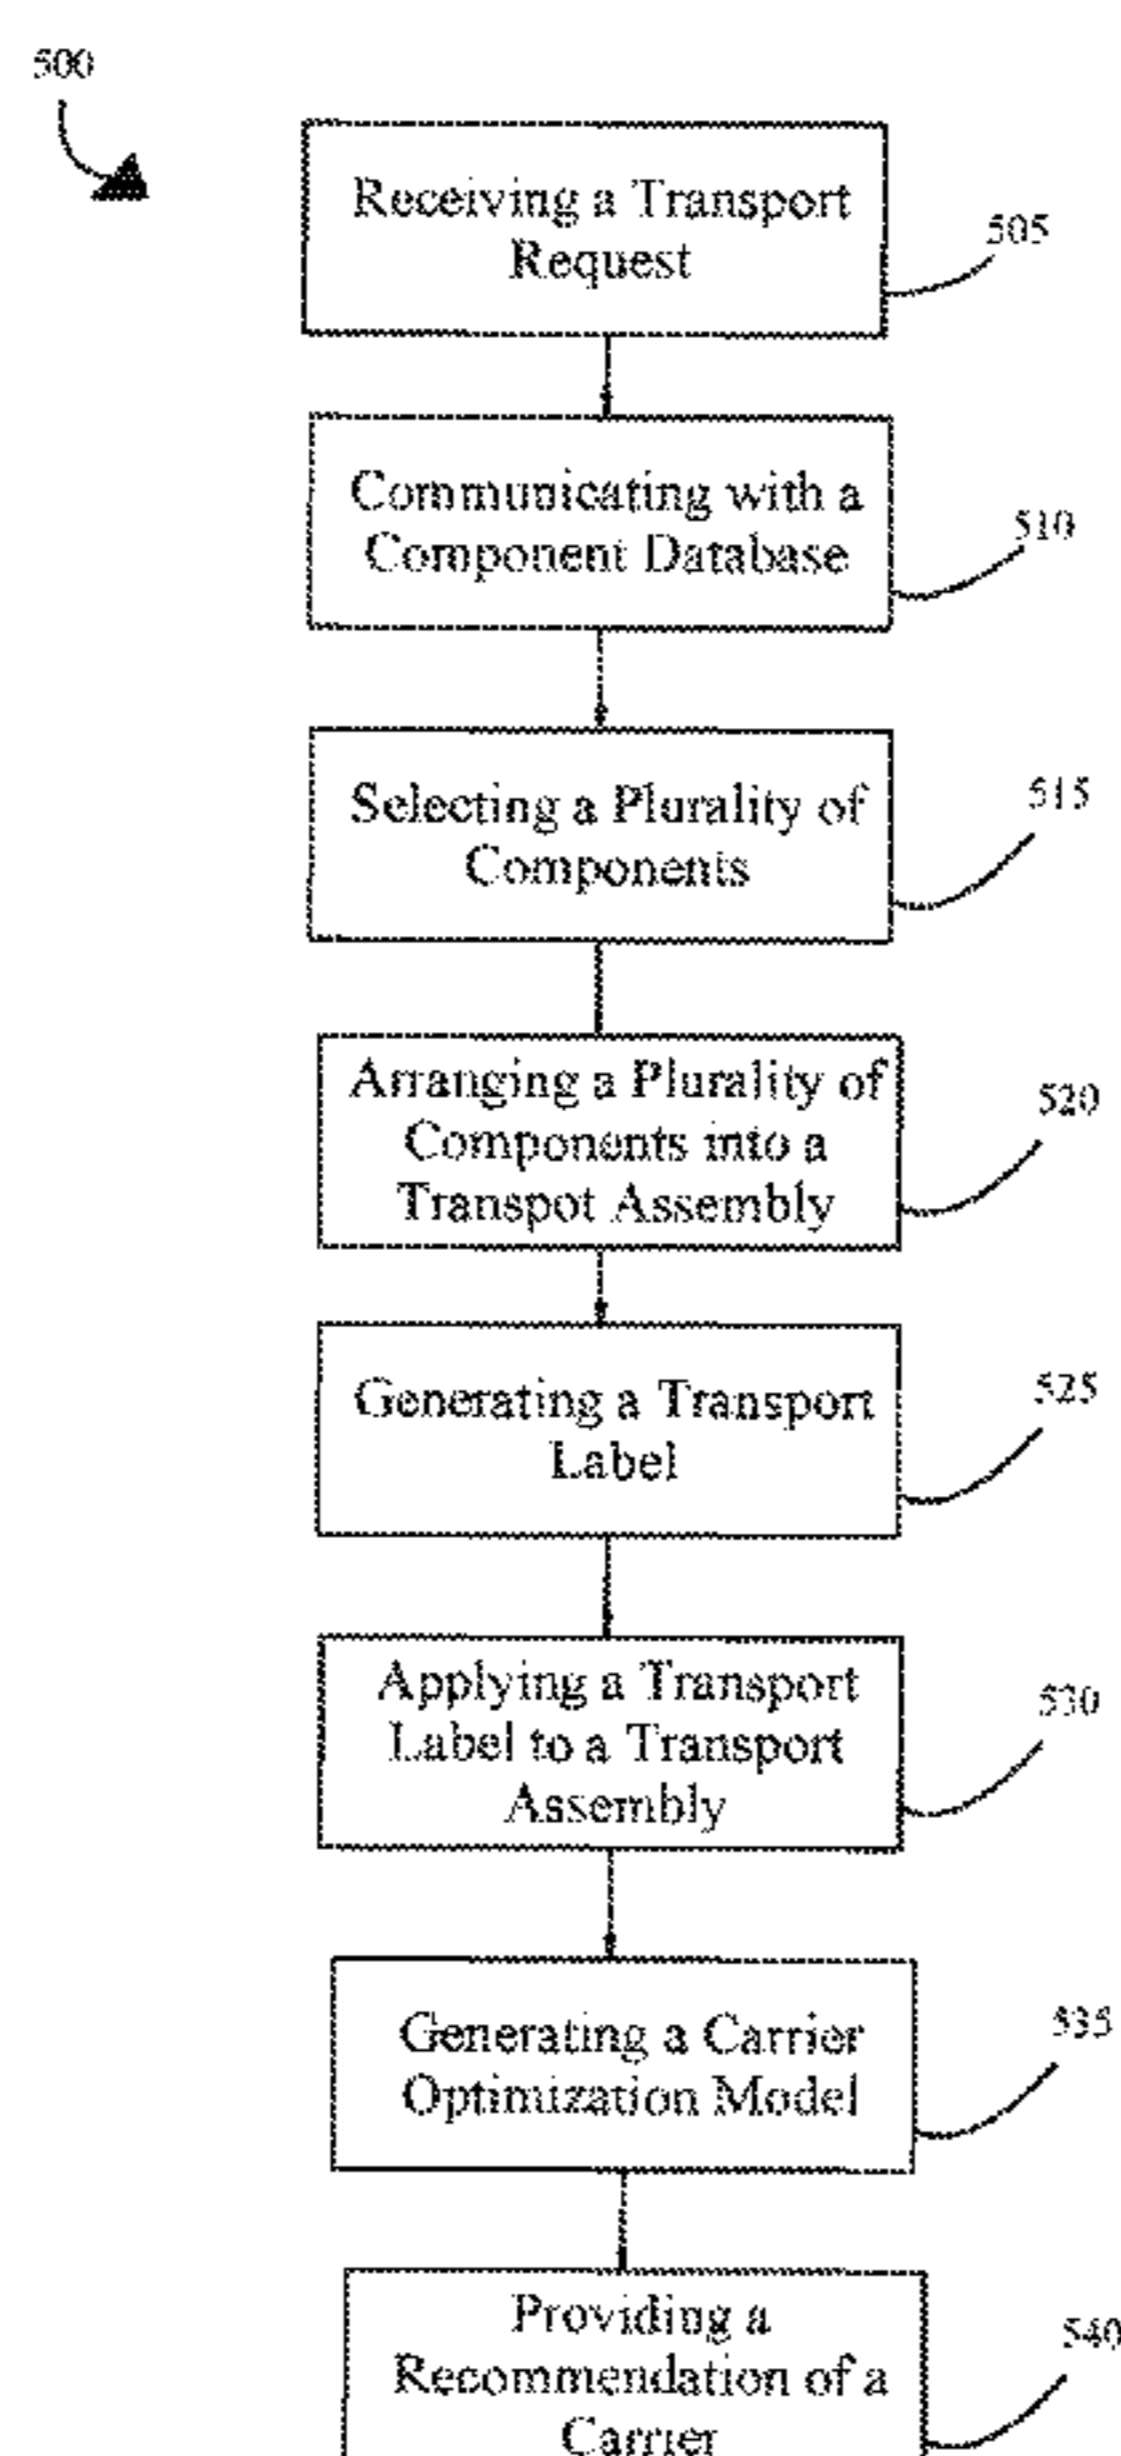 500
Receiving a Transport
Request
505
Communicating with a
Component Database
510
Selecting a Plurality of
Components
515
Arranging a Plurality of
Components into a
Transpot Assembly
520
Generating a Transport
Label
525
Applying a Transport
Label to a Transport
Assembly
530
Generating a Carrier
Optimization Model
535
Providing a
Recommendation of a
Carrier
540